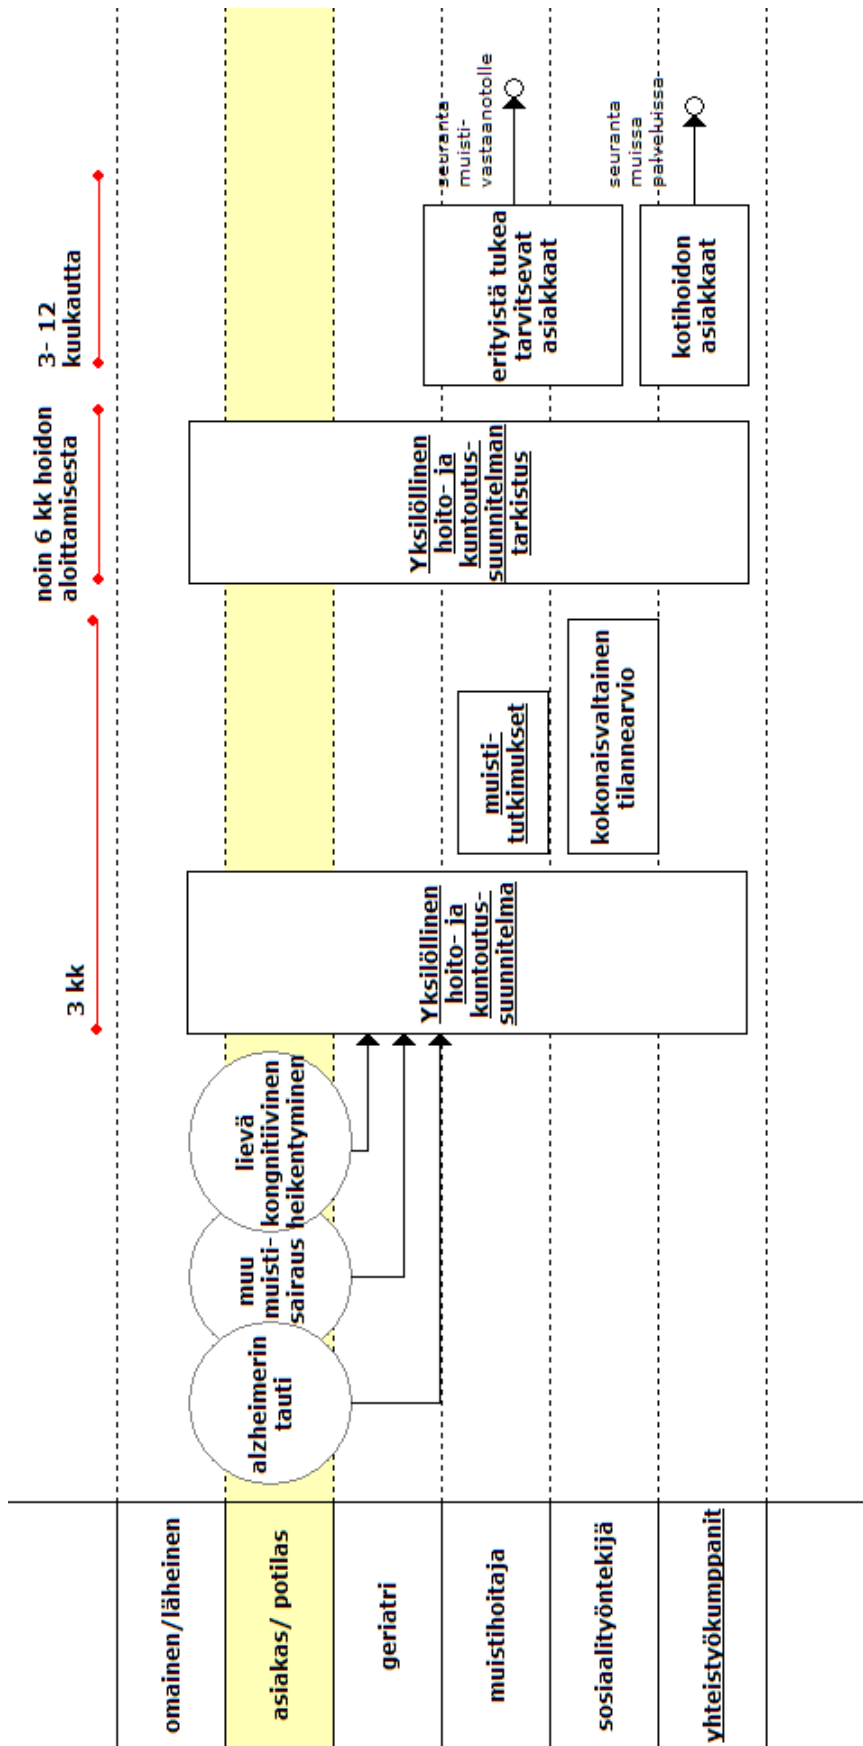 3 kk
noin 6 kk hoidon
aloittamisesta
3- 12
kuukautta
omainen/läheinen
asiakas/ potilas
geriatri
muistihoitaja
sosiaalityöntekijä
yhteistyökumppanit
alzheimerin
tauti
muu
muisti-
sairaus
lievä
kongnitiivinen
heikentyminen
Yksilöllinen
hoito- ja
kuntoutus-
suunnitelma
muisti-
tutkimukset
kokonaisvaltainen
tilannearvio
Yksilöllinen
hoito- ja
kuntoutus-
suunnitelman
tarkistus
erityistä tukea
tarvitsevat
asiakkaat
kotihoidon
asiakkaat
seuranta
muisti-
vastaanotolle
seuranta
muissa
palveluissa